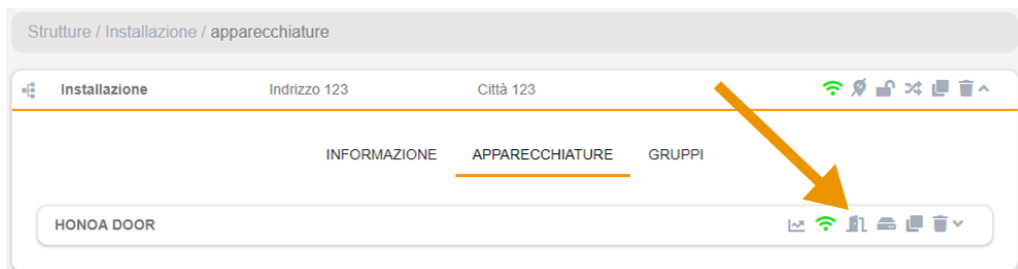 Strutture / Installazione / apparecchiature
Installazione Indrizzo 123 Città 123
INFORMAZIONE APPARECCHIATURE GRUPPI
HONOA DOOR